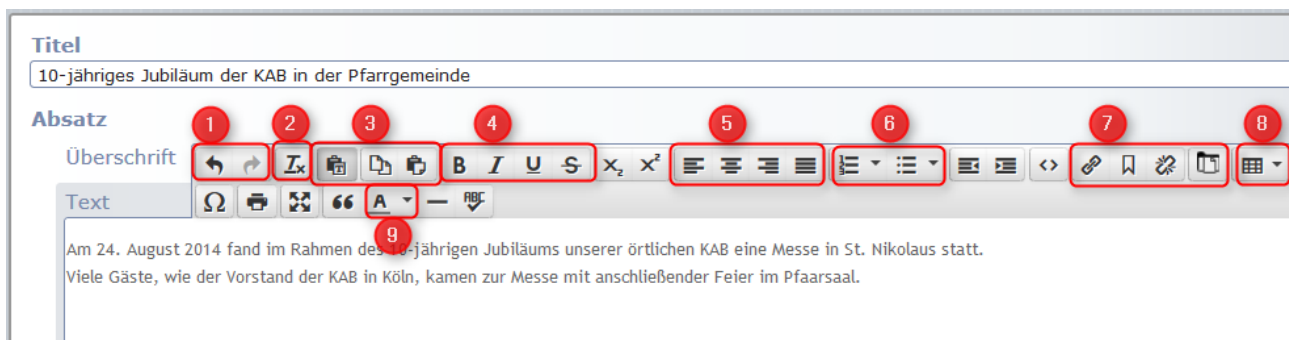 Titel
10-jähriges Jubiläum der KAB in der Pfarrgemeinde
Absatz
1 2 3 4 5 6 7 8
Überschrift
B I U S X₂ X²
Text
Ω A ABC
9
Am 24. August 2014 fand im Rahmen des 10-jährigen Jubiläums unserer örtlichen KAB eine Messe in St. Nikolaus statt.
Viele Gäste, wie der Vorstand der KAB in Köln, kamen zur Messe mit anschließender Feier im Pfaarsaal.